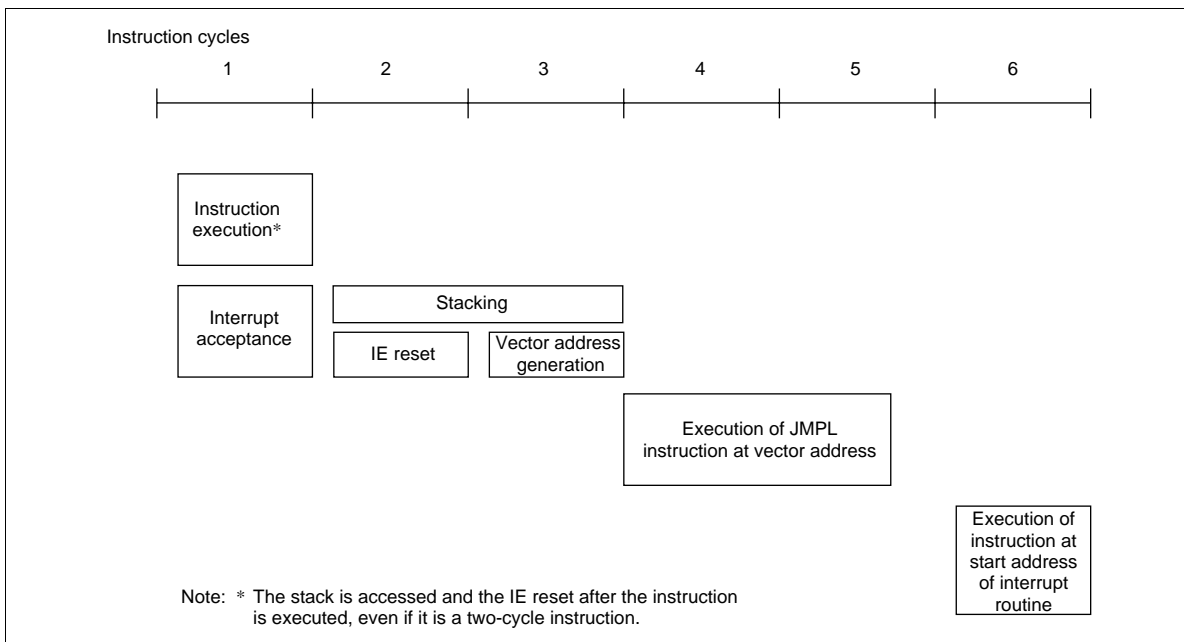 Instruction cycles
1 2 3 4 5 6
Instruction
execution*
Interrupt
acceptance
Stacking
IE reset
Vector address
generation
Execution of JMPL
instruction at vector address
Execution of
instruction at
start address
of interrupt
routine
Note: * The stack is accessed and the IE reset after the instruction
is executed, even if it is a two-cycle instruction.